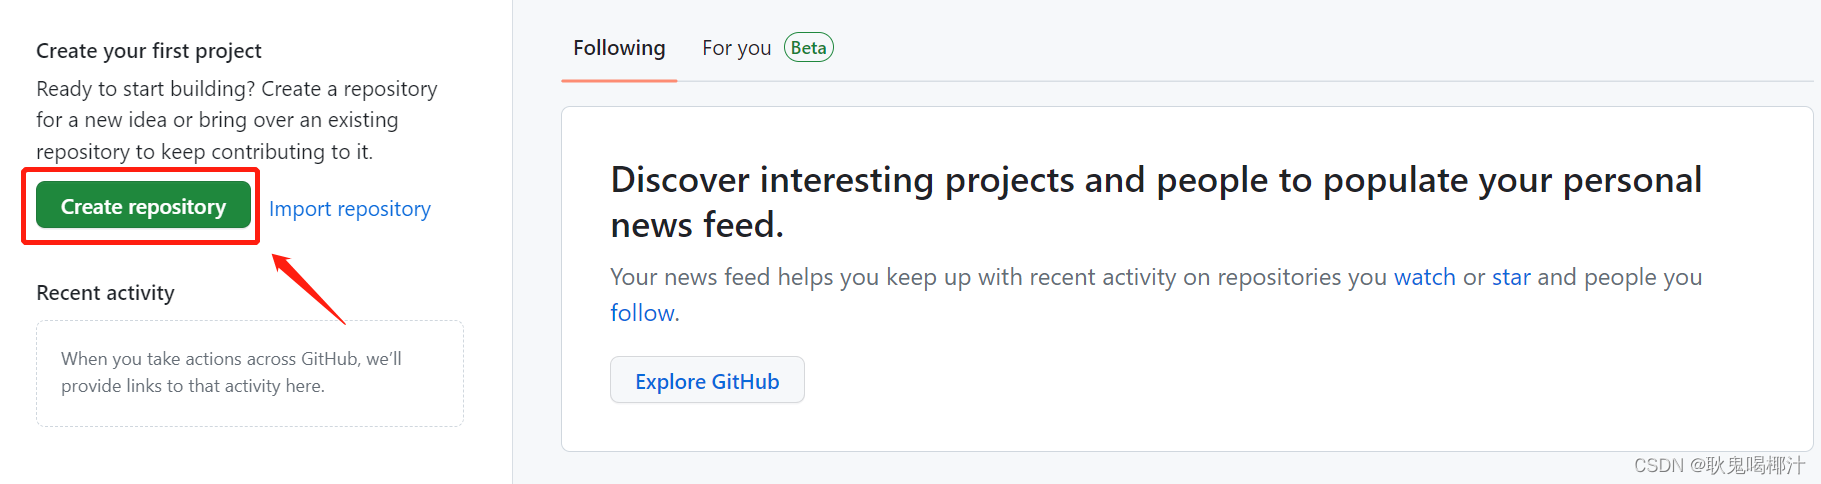 Create your first project
Ready to start building? Create a repository
for a new idea or bring over an existing
repository to keep contributing to it.
Create repository
Import repository
Recent activity
When you take actions across GitHub, we’ll
provide links to that activity here.
Following
For you
Beta
Discover interesting projects and people to populate your personal
news feed.
Your news feed helps you keep up with recent activity on repositories you watch or star and people you
follow.
Explore GitHub
CSDN @耿鬼喝椰汁